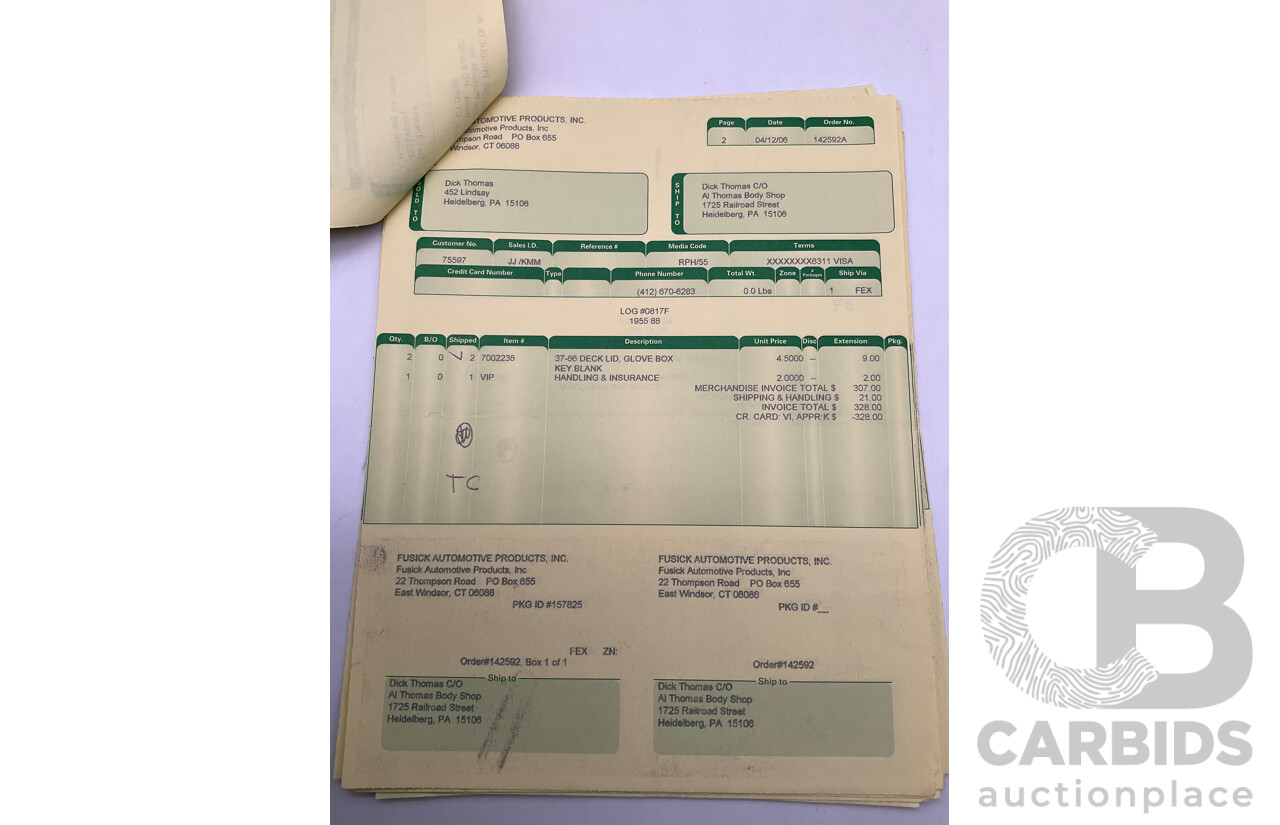 TOMOTIVE PRODUCTS, INC.
Automotive Products, Inc
Thompson Road PO Box 655
Windsor, CT 06088
Page Date Order No.
2 04/12/06 142592A
SOLD TO
Dick Thomas
452 Lindsay
Heidelberg, PA 15106
SHIP TO
Dick Thomas C/O
Al Thomas Body Shop
1725 Railroad Street
Heidelberg, PA 15106
Customer No. Sales I.D. Reference # Media Code Terms
75597 JJ /KMM RPH/55 XXXXXXXX6311 VISA
Credit Card Number Type Phone Number Total Wt. Zone # Packages Ship Via
(412) 670-6283 0.0 Lbs 1 FEX
LOG #0817F
1955 88
Qty. B/O Shipped Item # Description Unit Price Disc Extension Pkg.
2 0 2 7002238 37-66 DECK LID, GLOVE BOX 4.5000 -- 9.00
KEY BLANK
1 0 1 VIP HANDLING & INSURANCE 2.0000 -- 2.00
MERCHANDISE INVOICE TOTAL $ 307.00
SHIPPING & HANDLING $ 21.00
INVOICE TOTAL $ 328.00
CR. CARD: VI, APPR:K $ -328.00
TC
FUSICK AUTOMOTIVE PRODUCTS, INC.
Fusick Automotive Products, Inc
22 Thompson Road PO Box 655
East Windsor, CT 06088
PKG ID #157825
FEX ZN:
Order#142592, Box 1 of 1
Ship to
Dick Thomas C/O
Al Thomas Body Shop
1725 Railroad Street
Heidelberg, PA 15106
FUSICK AUTOMOTIVE PRODUCTS, INC.
Fusick Automotive Products, Inc
22 Thompson Road PO Box 655
East Windsor, CT 06088
PKG ID #__
Order#142592
Ship to
Dick Thomas C/O
Al Thomas Body Shop
1725 Railroad Street
Heidelberg, PA 15106
CB
CARBIDS
auctionplace